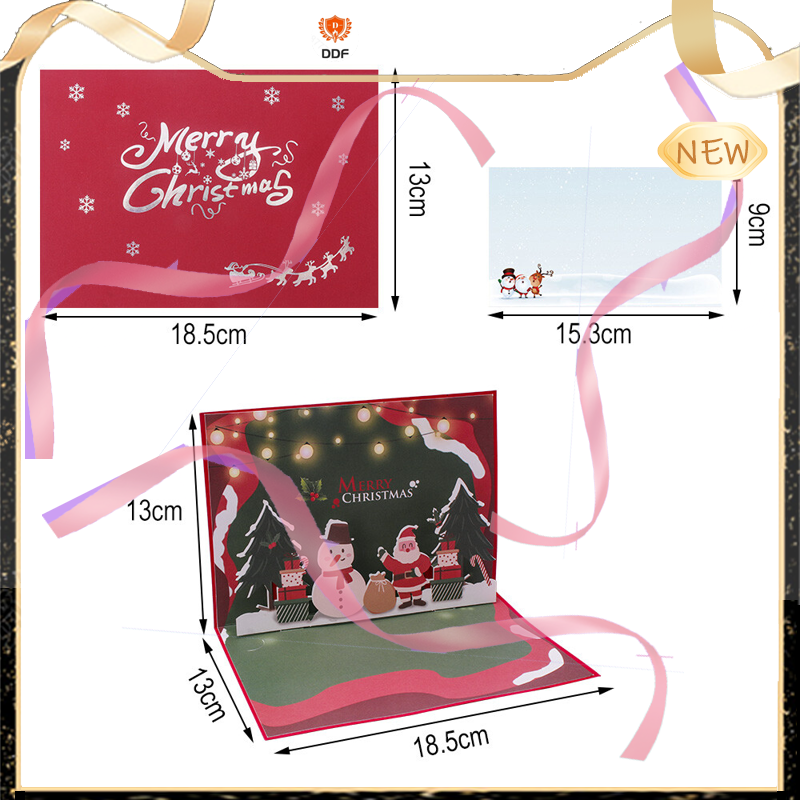 D
DDF
Merry
Christmas
NEW
13cm
9cm
18.5cm
15.3cm
MERRY
CHRISTMAS
13cm
13cm
18.5cm